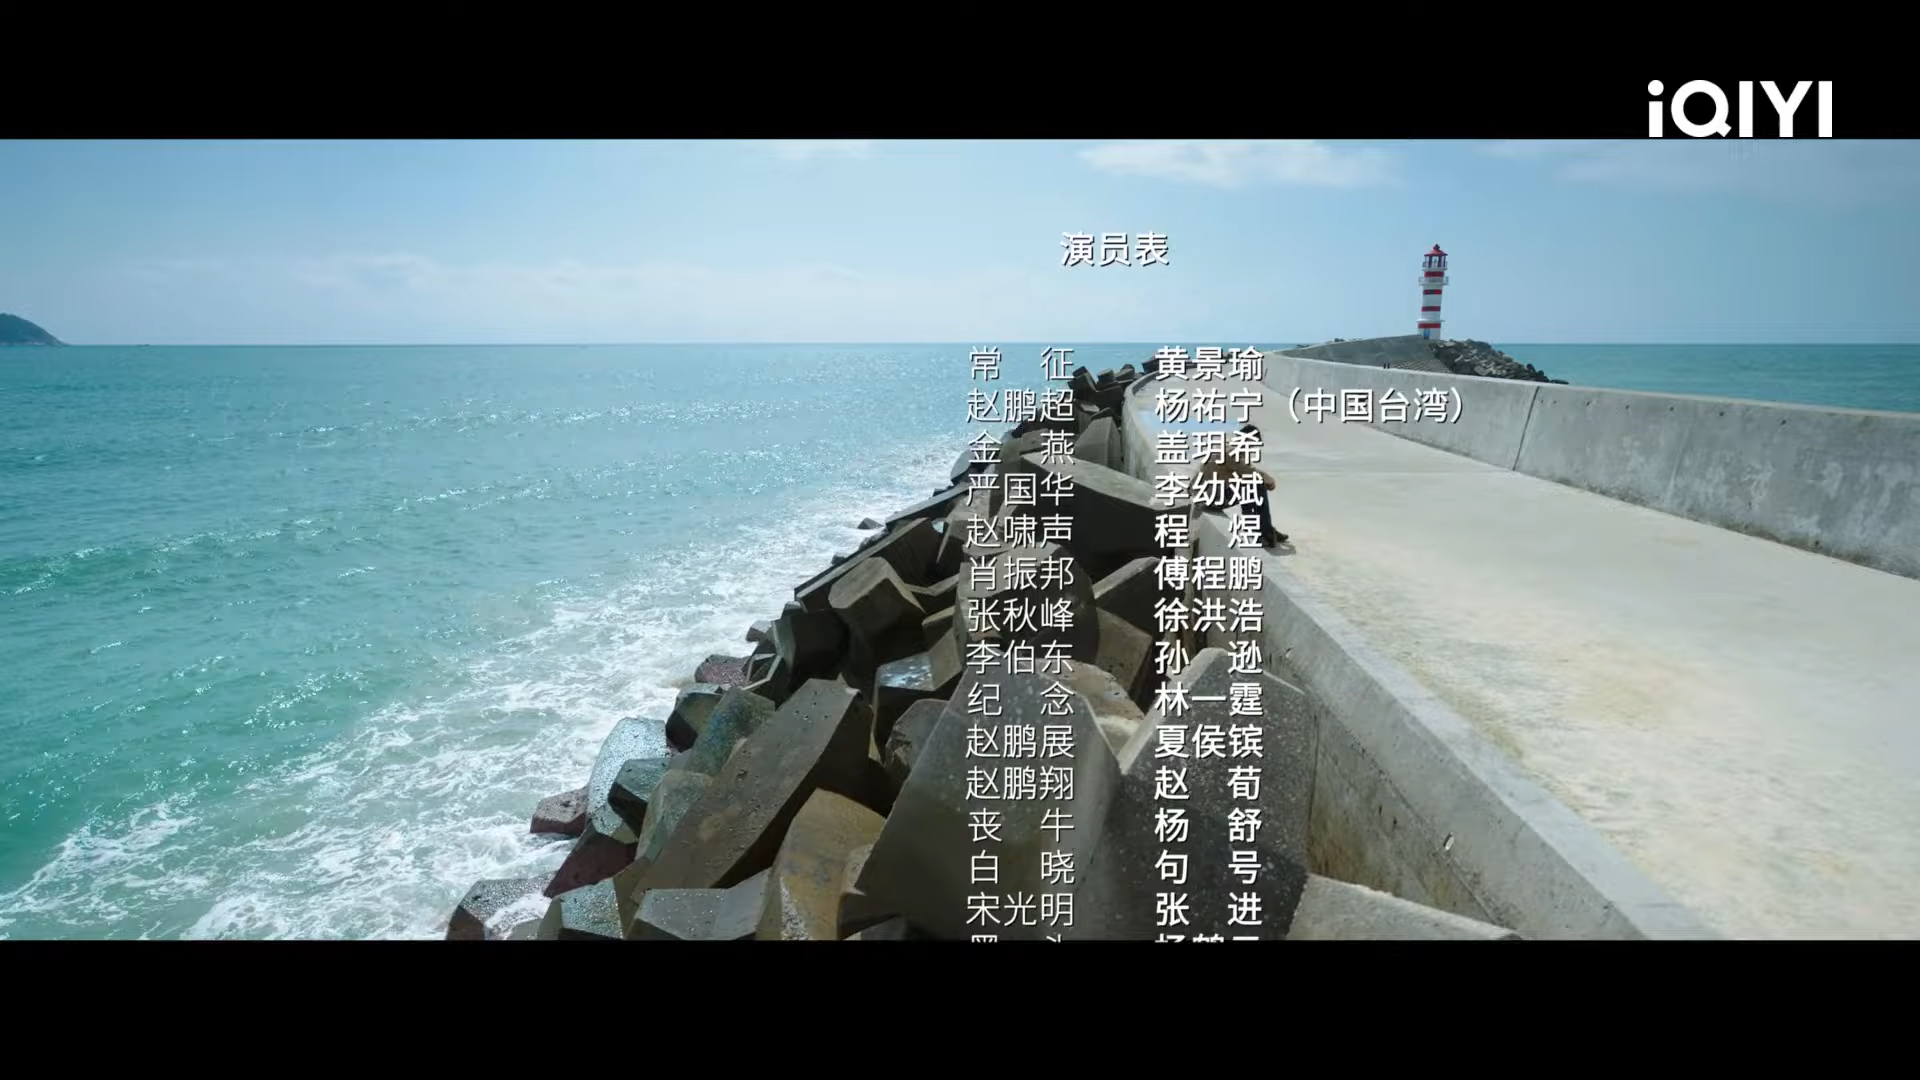 iQIYI
演员表
常 征 黄景瑜
赵鹏超 杨祐宁（中国台湾）
金 燕 盖玥希
严国华 李幼斌
赵啸声 程 煜
肖振邦 傅程鹏
张秋峰 徐洪浩
李伯东 孙 逊
纪 念 林一霆
赵鹏展 夏侯镔
赵鹏翔 赵 荀
丧 牛 杨 舒
白 晓 句 号
宋光明 张 进